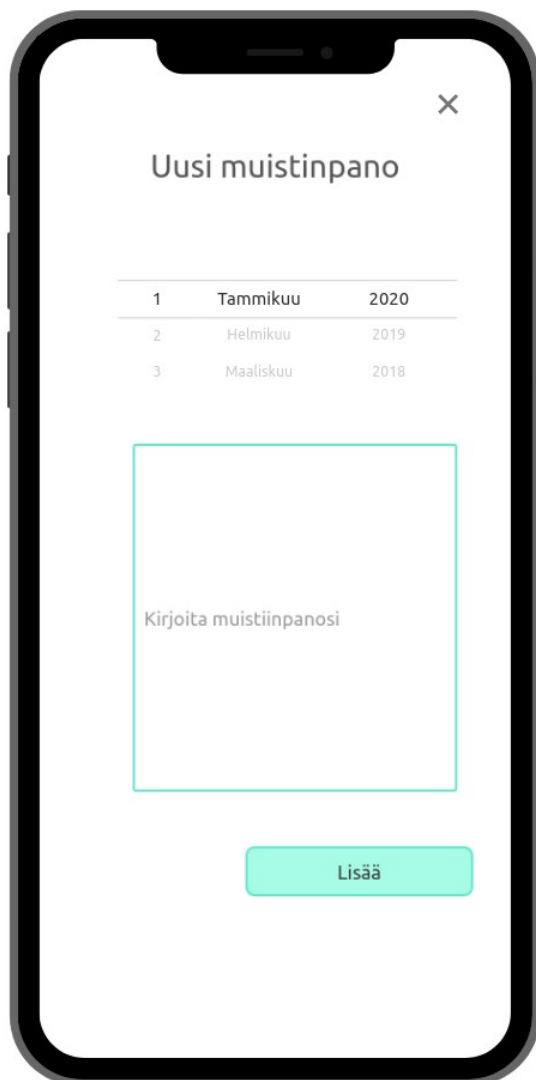 Uusi muistinpano
1 Tammikuu 2020
2 Helmikuu 2019
3 Maaliskuu 2018
Kirjoita muistiinpanosi
Lisää